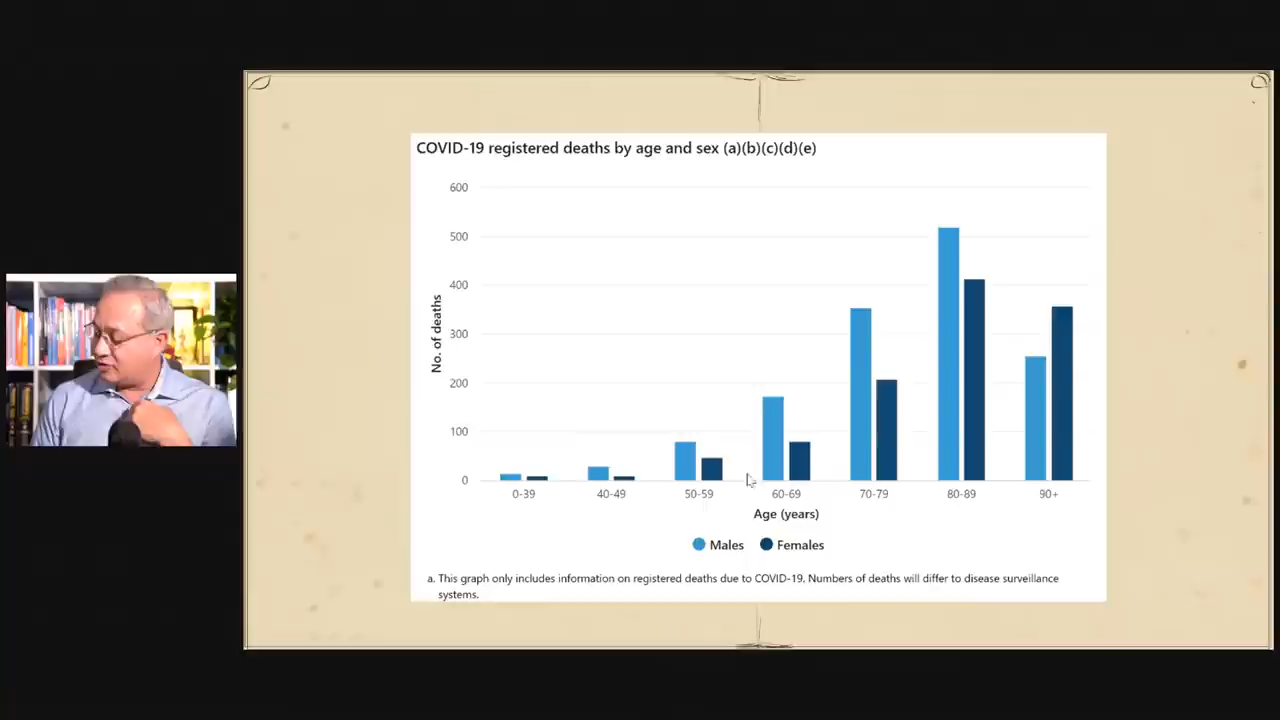 COVID-19 registered deaths by age and sex (a)(b)(c)(d)(e)
600
500
400
300
200
100
0
No. of deaths
0-39 40-49 50-59 60-69 70-79 80-89 90+
Age (years)
Males Females
a. This graph only includes information on registered deaths due to COVID-19. Numbers of deaths will differ to disease surveillance
systems.